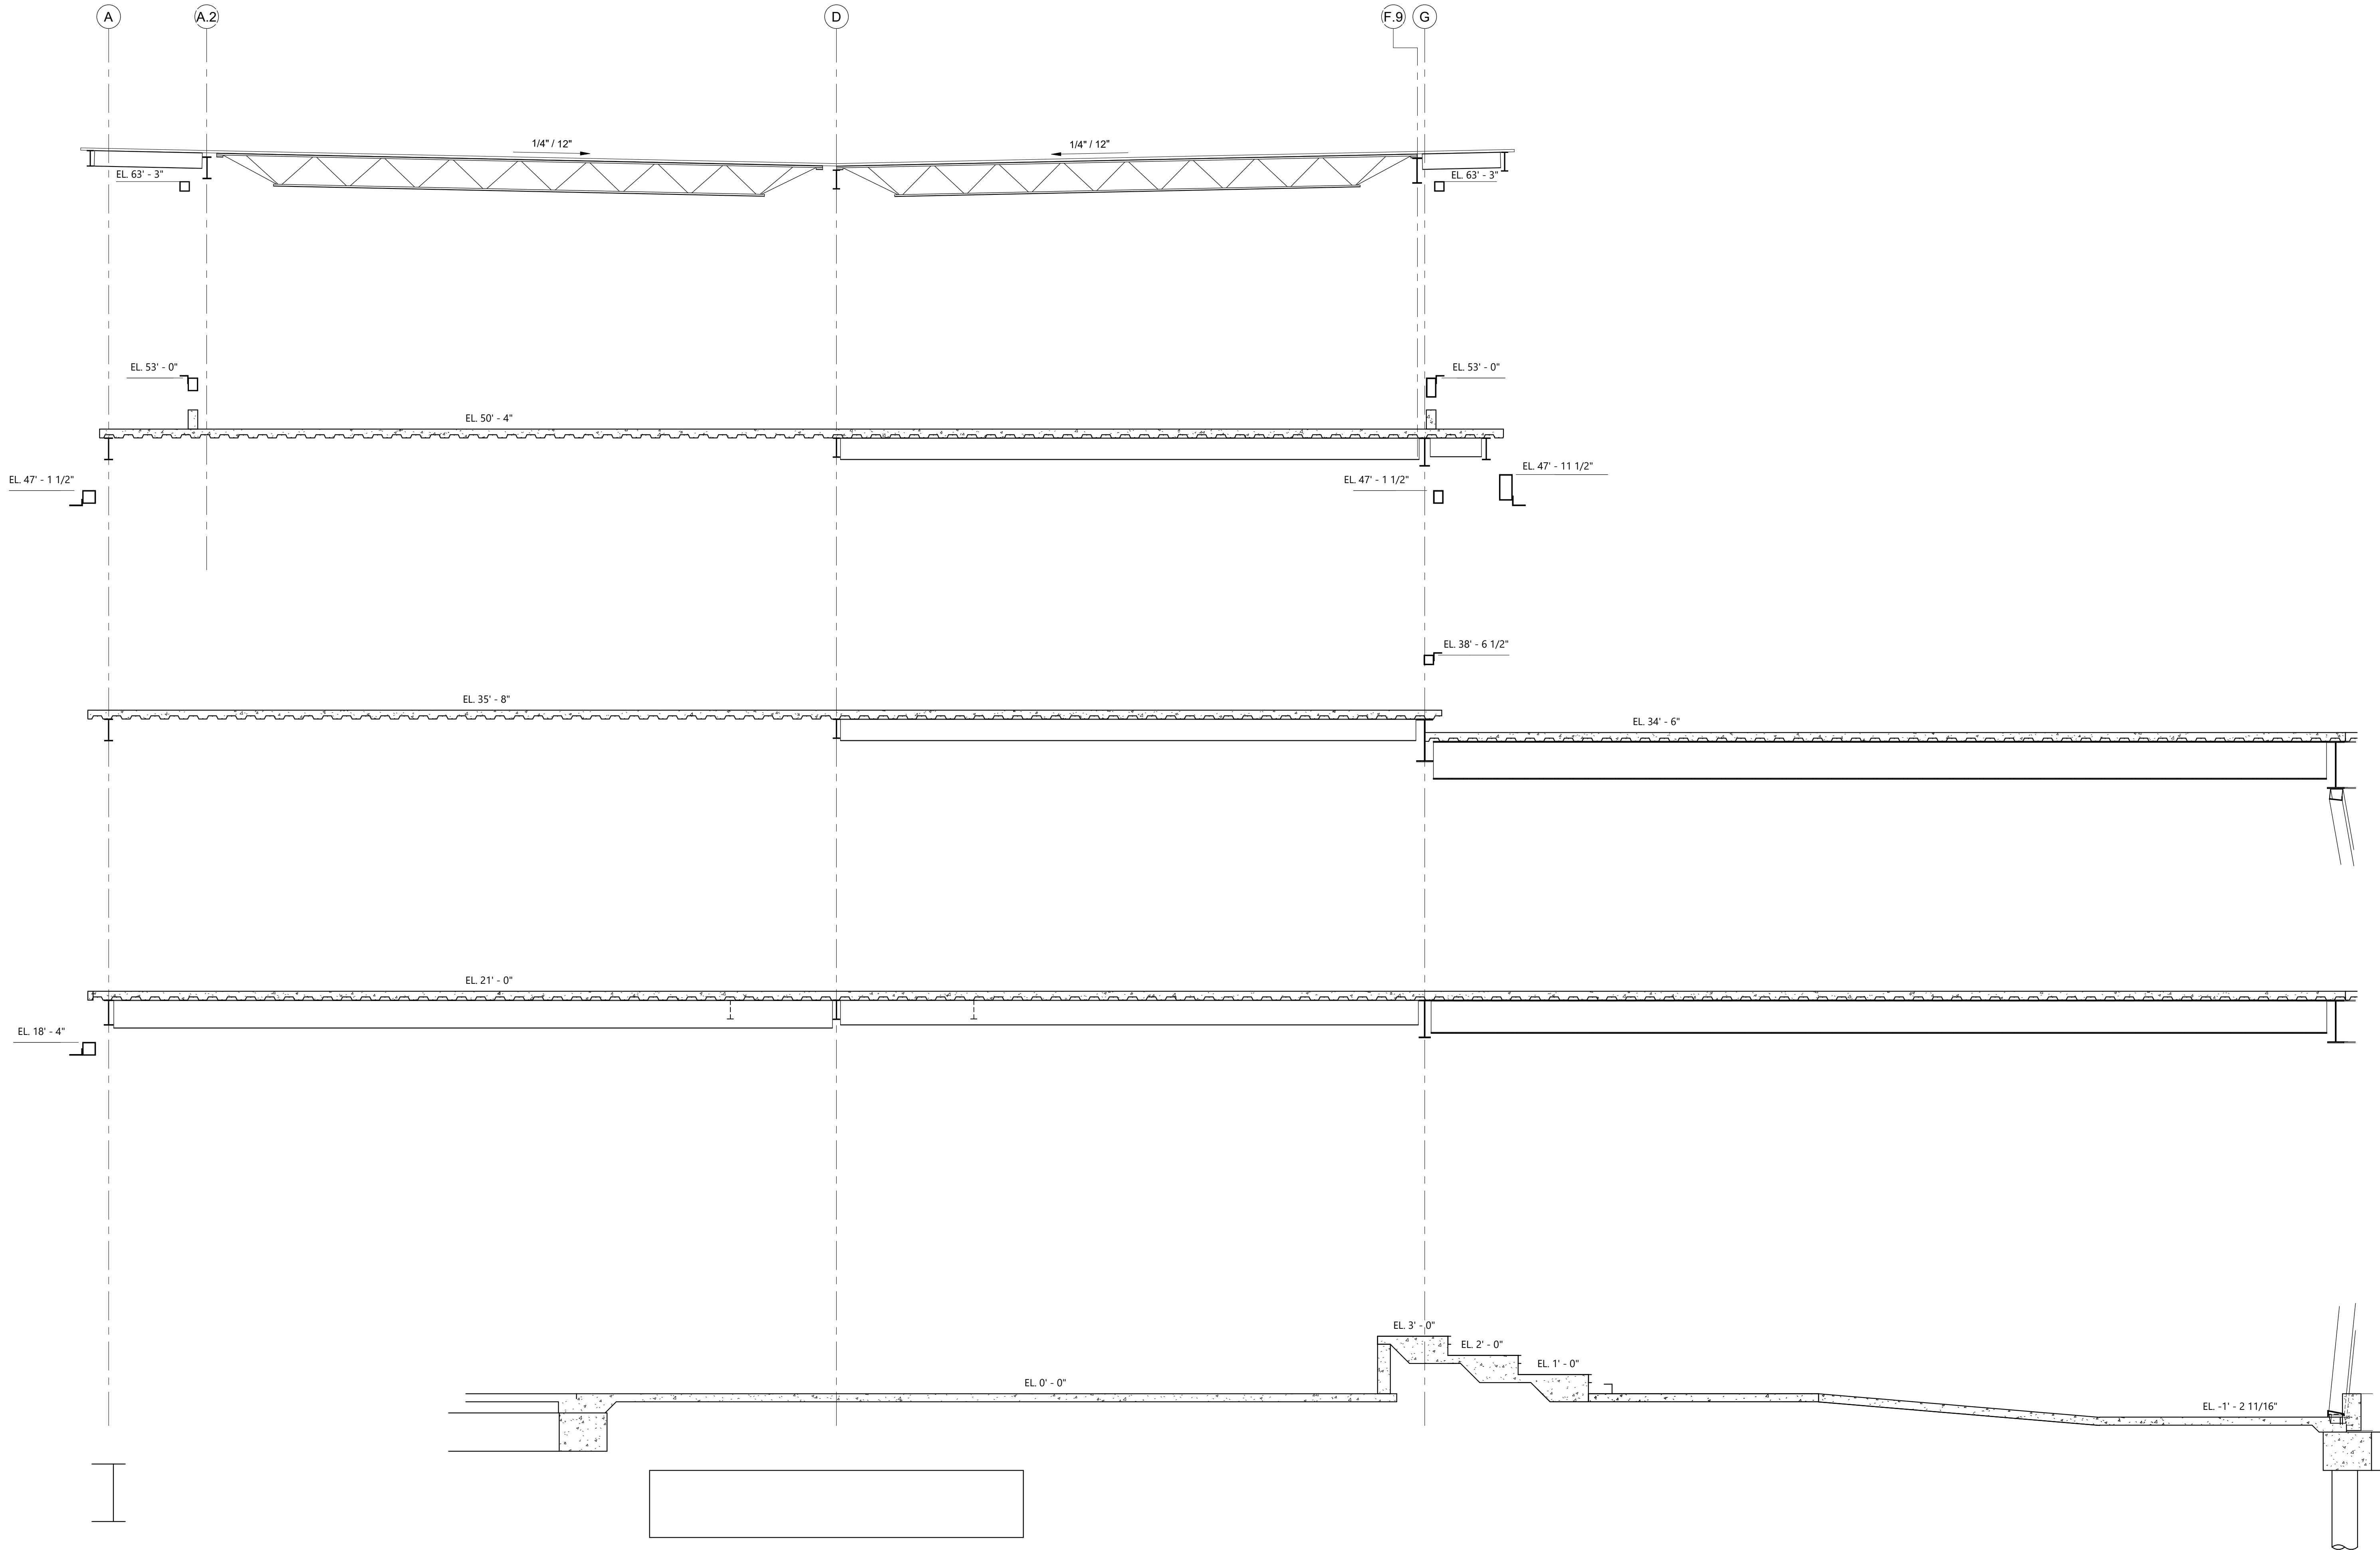 A
A.2
D
F.9
G
1/4" / 12"
1/4" / 12"
EL. 63' - 3"
EL. 63' - 3"
EL. 53' - 0"
EL. 53' - 0"
EL. 50' - 4"
EL. 47' - 1 1/2"
EL. 47' - 1 1/2"
EL. 47' - 11 1/2"
EL. 38' - 6 1/2"
EL. 35' - 8"
EL. 34' - 6"
EL. 21' - 0"
EL. 18' - 4"
EL. 3' - 0"
EL. 2' - 0"
EL. 1' - 0"
EL. 0' - 0"
EL. -1' - 2 11/16"